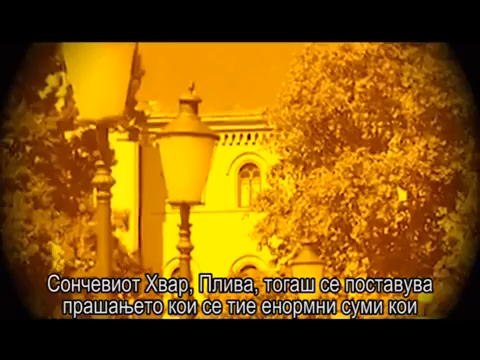 Сончевиот Хвар, Плива, тогаш се поставува
прашањето кои се тие енормни суми кои